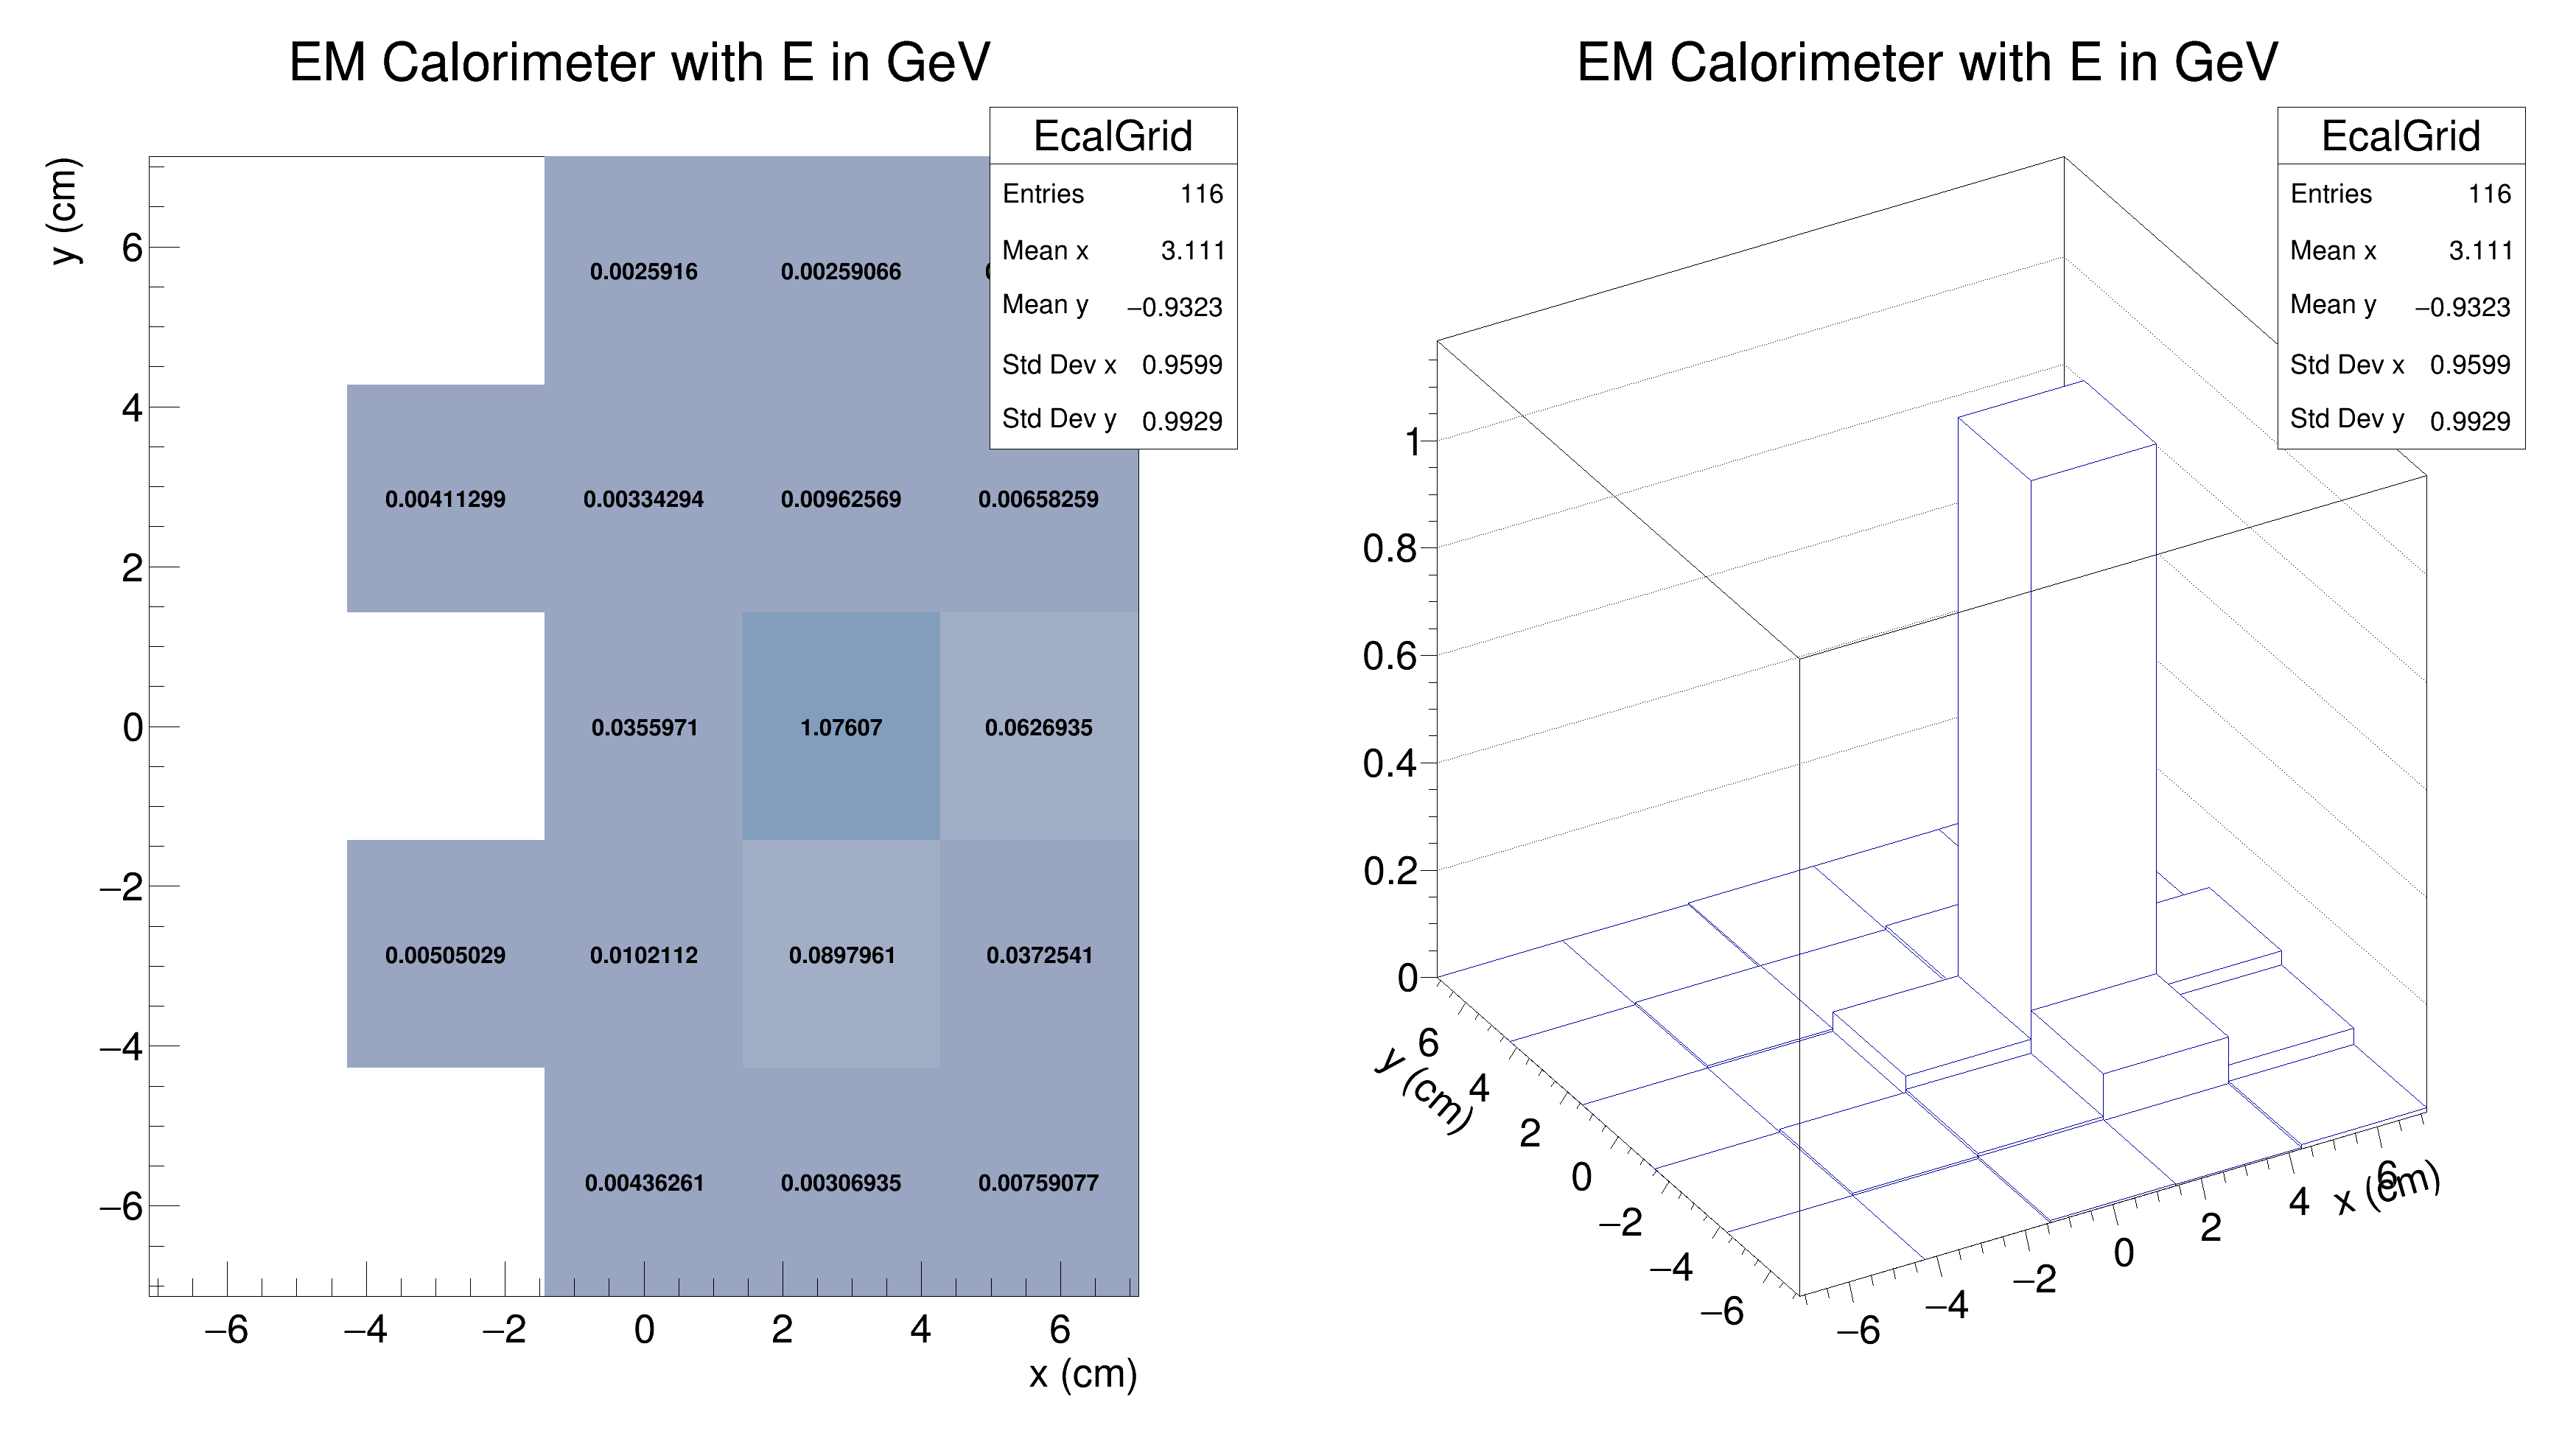 EM Calorimeter with E in GeV
EcalGrid
Entries 116
Mean x 3.111
Mean y −0.9323
Std Dev x 0.9599
Std Dev y 0.9929
y (cm)
6
4
2
0
−2
−4
−6
0.0025916 0.00259066
0.00411299 0.00334294 0.00962569 0.00658259
0.0355971 1.07607 0.0626935
0.00505029 0.0102112 0.0897961 0.0372541
0.00436261 0.00306935 0.00759077
−6 −4 −2 0 2 4 6
x (cm)
EM Calorimeter with E in GeV
EcalGrid
Entries 116
Mean x 3.111
Mean y −0.9323
Std Dev x 0.9599
Std Dev y 0.9929
1
0.8
0.6
0.4
0.2
0
y (cm)
6
4
2
0
−2
−4
−6
−6
−4
−2
0
2
4
6
x (cm)